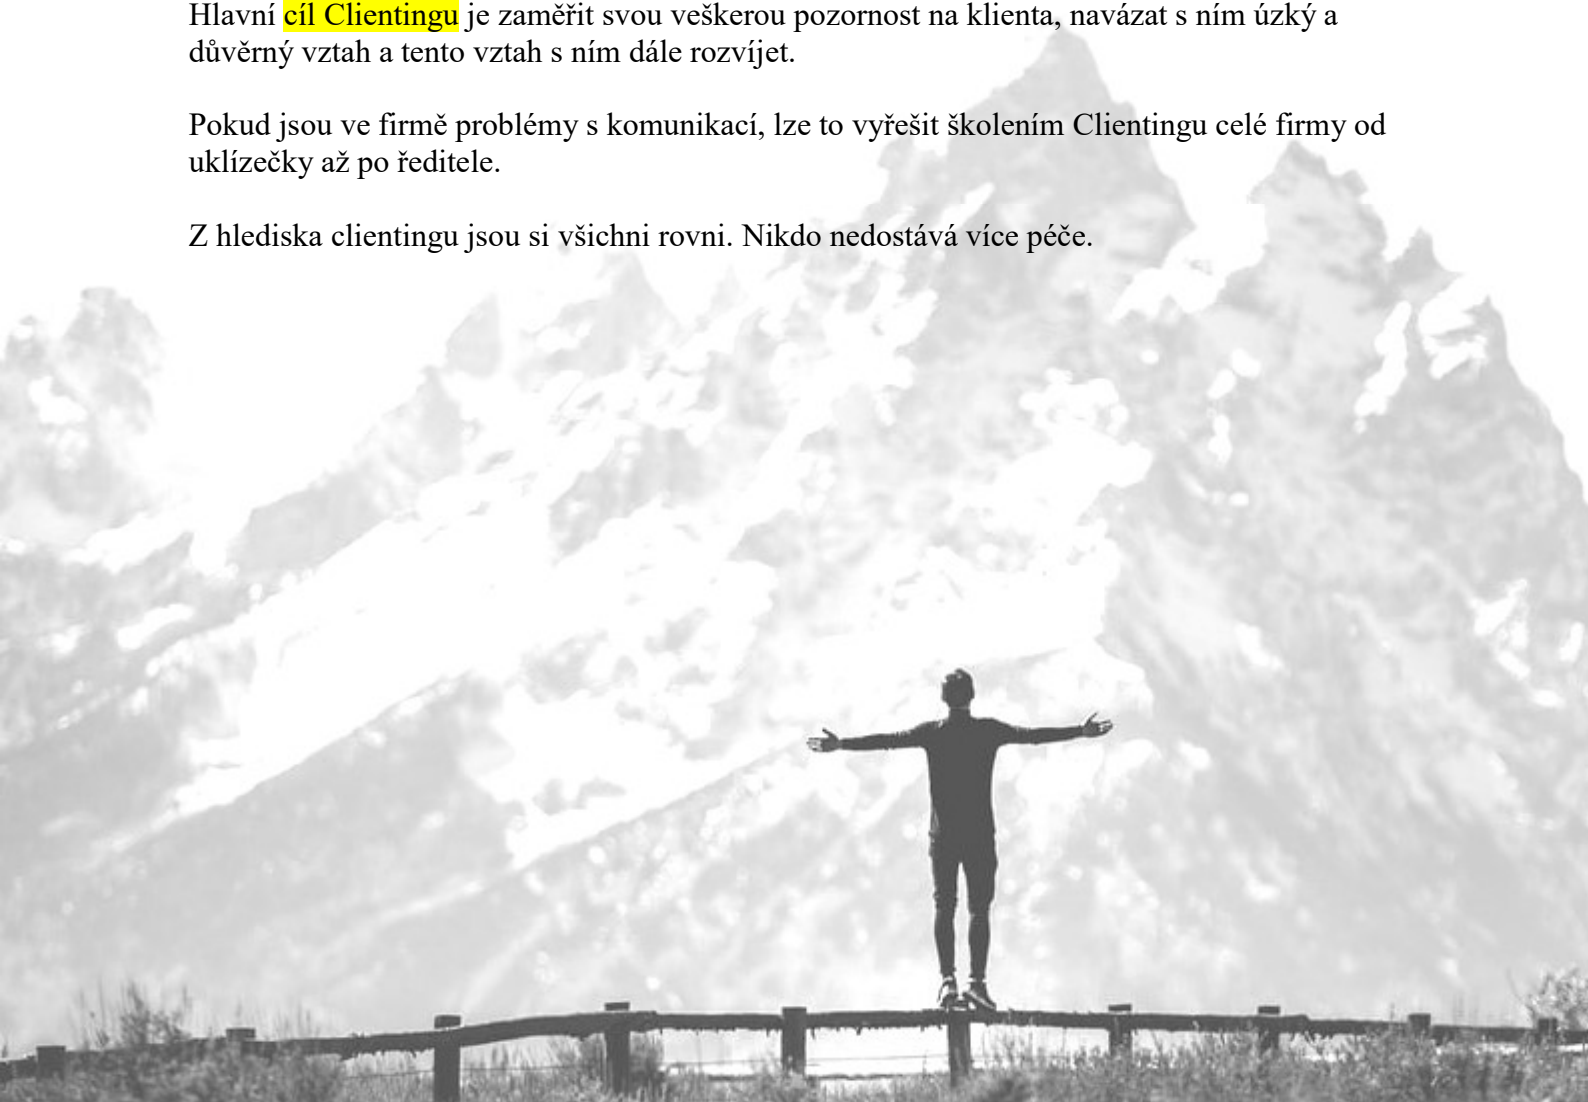 Hlavní cíl Clientingu je zaměřit svou veškerou pozornost na klienta, navázat s ním úzký a
důvěrný vztah a tento vztah s ním dále rozvíjet.
Pokud jsou ve firmě problémy s komunikací, lze to vyřešit školením Clientingu celé firmy od
uklízečky až po ředitele.
Z hlediska clientingu jsou si všichni rovni. Nikdo nedostává více péče.